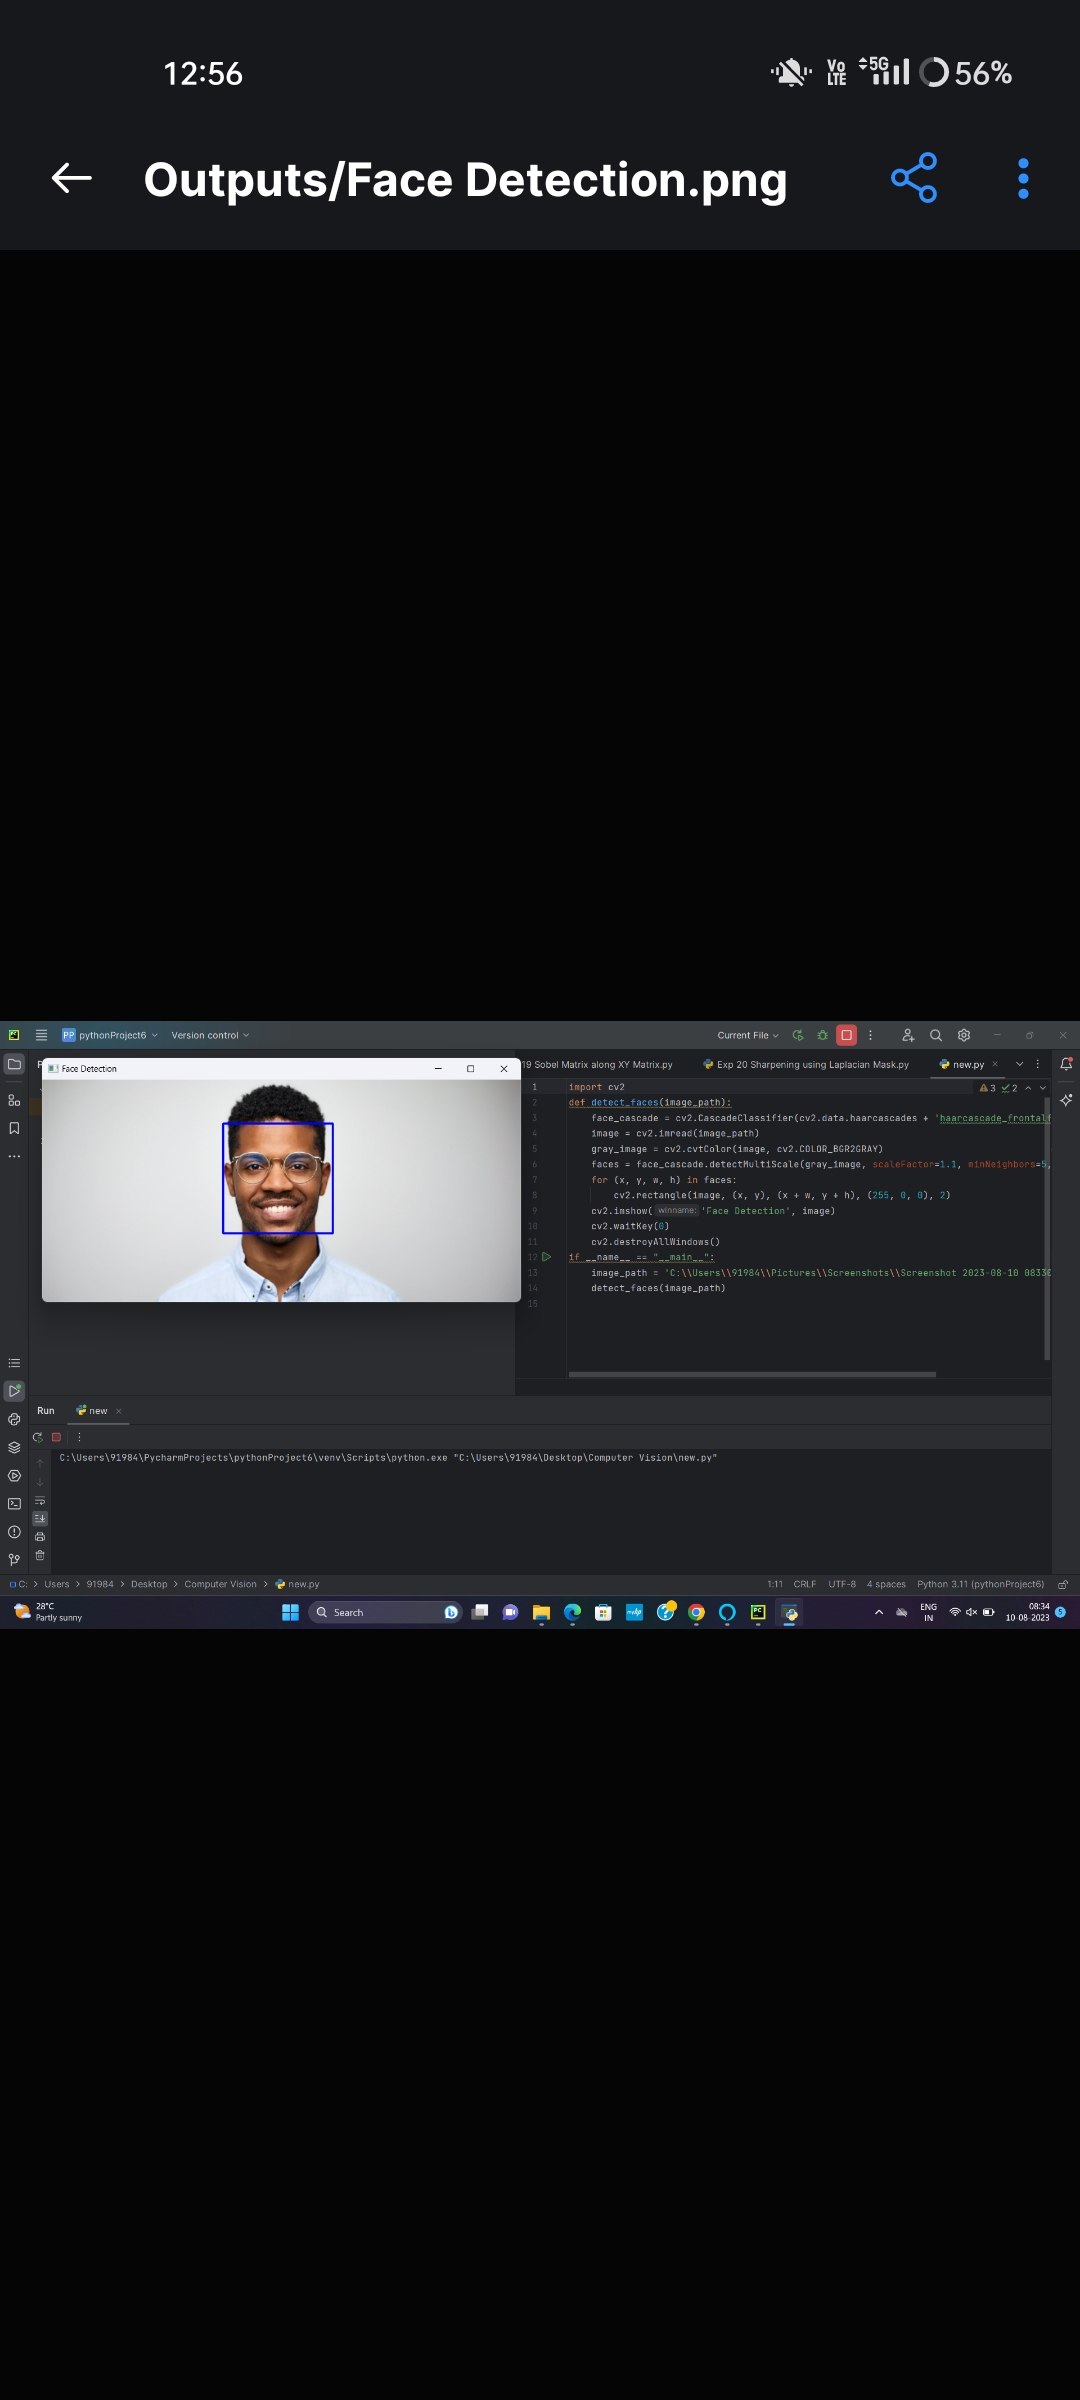 12:56
Vo LTE 5G 56%
Outputs/Face Detection.png
PC
PP pythonProject6 Version control
Current File
Face Detection
19 Sobel Matrix along XY Matrix.py Exp 20 Sharpening using Laplacian Mask.py new.py
3 2
1 import cv2
2 def detect_faces(image_path):
3 face_cascade = cv2.CascadeClassifier(cv2.data.haarcascades + 'haarcascade_frontalf
4 image = cv2.imread(image_path)
5 gray_image = cv2.cvtColor(image, cv2.COLOR_BGR2GRAY)
6 faces = face_cascade.detectMultiScale(gray_image, scaleFactor=1.1, minNeighbors=5,
7 for (x, y, w, h) in faces:
8 cv2.rectangle(image, (x, y), (x + w, y + h), (255, 0, 0), 2)
9 cv2.imshow( winname: 'Face Detection', image)
10 cv2.waitKey(0)
11 cv2.destroyAllWindows()
12 if __name__ == "__main__":
13 image_path = 'C:\\Users\\91984\\Pictures\\Screenshots\\Screenshot 2023-08-10 08330
14 detect_faces(image_path)
15
Run new
C:\Users\91984\PycharmProjects\pythonProject6\venv\Scripts\python.exe "C:\Users\91984\Desktop\Computer Vision\new.py"
C: > Users > 91984 > Desktop > Computer Vision > new.py
1:11 CRLF UTF-8 4 spaces Python 3.11 (pythonProject6)
28°C
Partly sunny
Search
ENG
IN
08:34
10-08-2023
5